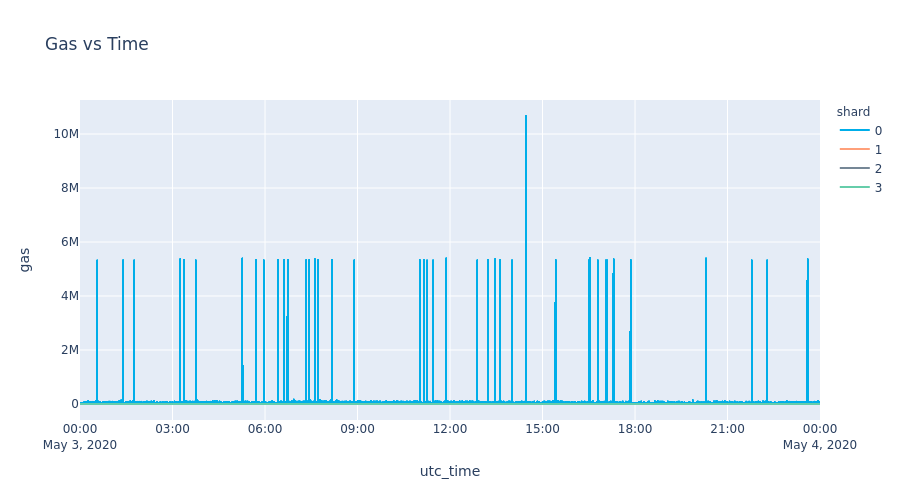 Gas vs Time
shard
0
1
2
3
gas
10M
8M
6M
4M
2M
0
00:00 03:00 06:00 09:00 12:00 15:00 18:00 21:00 00:00
May 3, 2020 May 4, 2020
utc_time